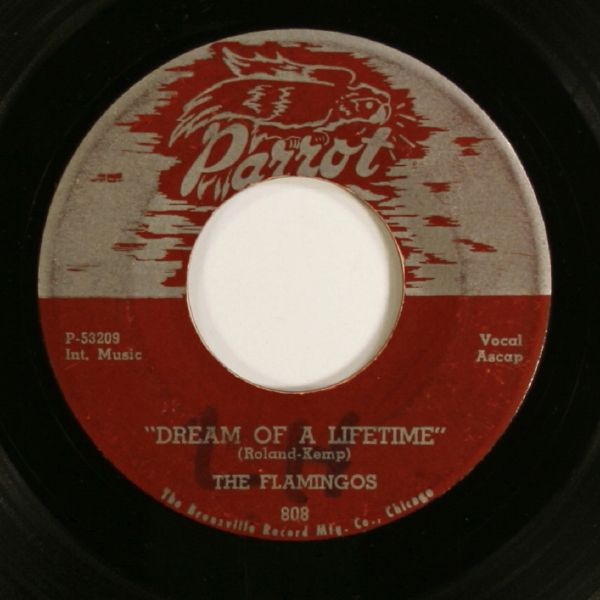 Parrot
P-53209
Int. Music
Vocal
Ascap
"DREAM OF A LIFETIME"
(Roland-Kemp)
THE FLAMINGOS
808
The Bronzville Record Mfg. Co., Chicago